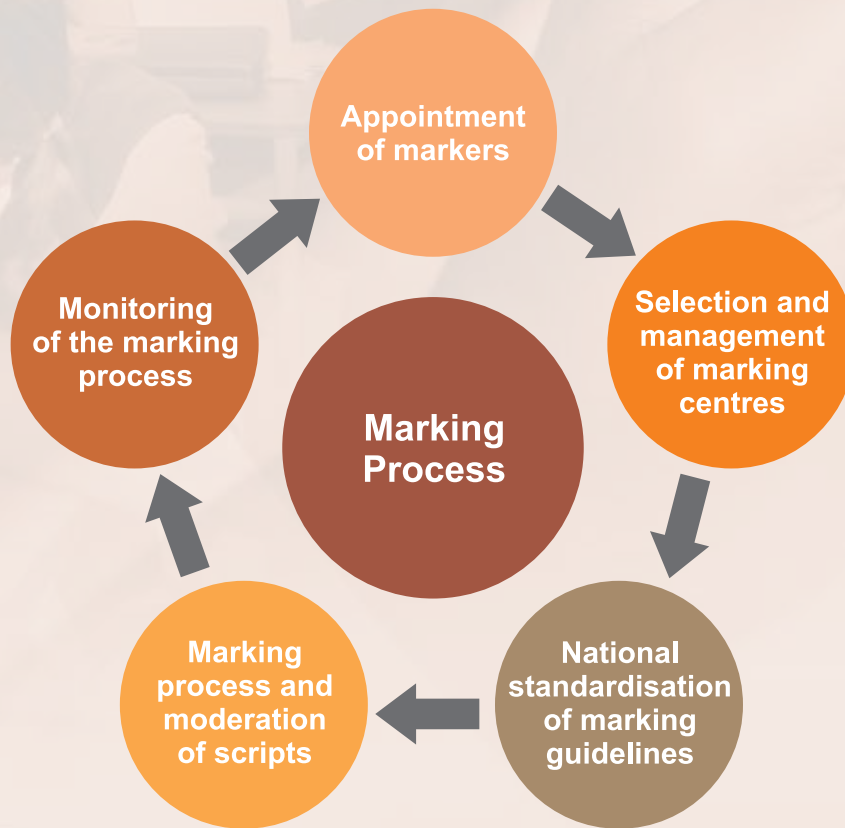 Appointment
of markers
Selection and
management
of marking
centres
National
standardisation
of marking
guidelines
Marking
process and
moderation
of scripts
Monitoring
of the marking
process
Marking
Process